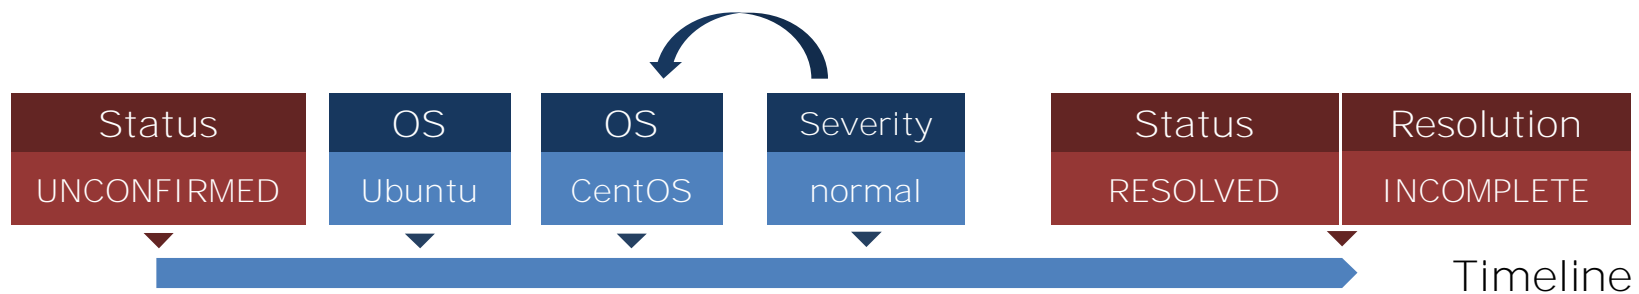 Status OS OS Severity Status Resolution
UNCONFIRMED Ubuntu CentOS normal RESOLVED INCOMPLETE
Timeline